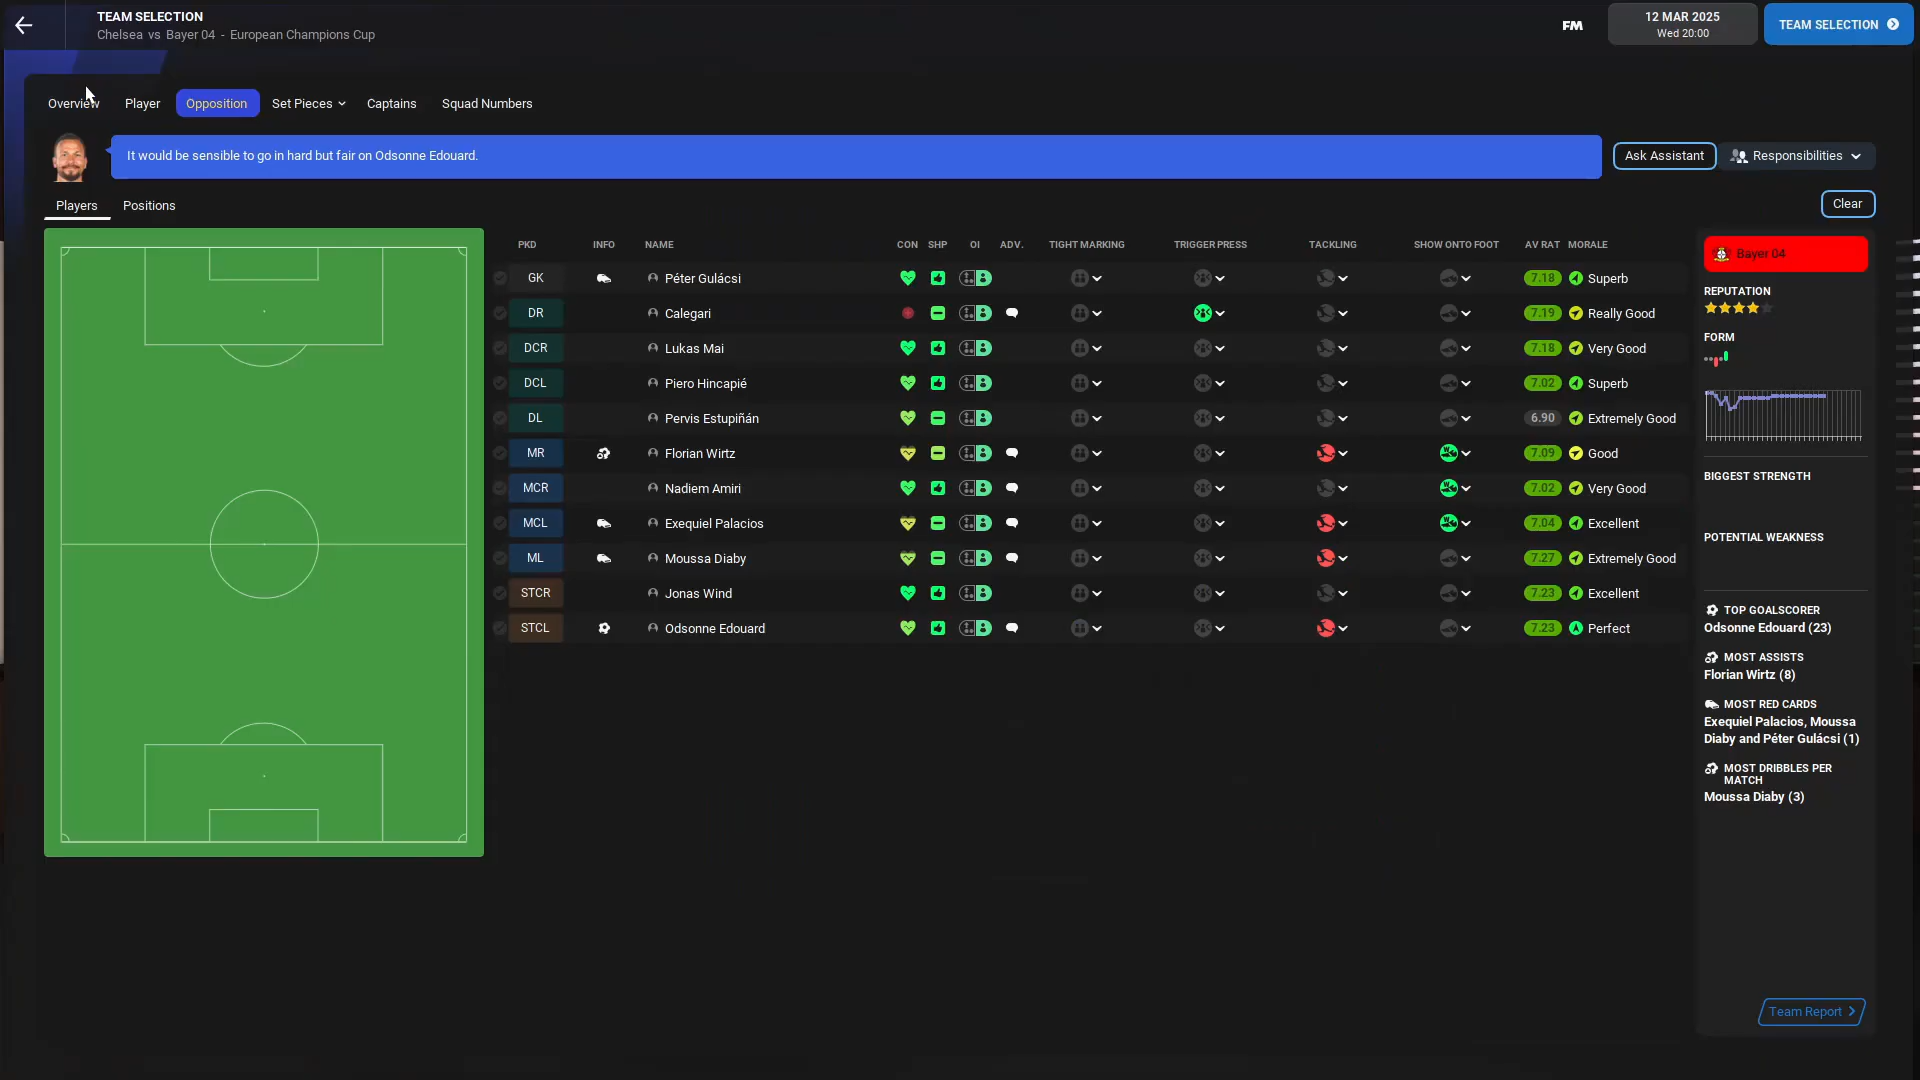 TEAM SELECTION
Chelsea vs Bayer 04 - European Champions Cup
FM
12 MAR 2025
Wed 20:00
TEAM SELECTION
Overview Player Opposition Set Pieces Captains Squad Numbers
It would be sensible to go in hard but fair on Odsonne Edouard.
Ask Assistant
Responsibilities
Players Positions
Clear
PKD INFO NAME CON SHP OI ADV. TIGHT MARKING TRIGGER PRESS TACKLING SHOW ONTO FOOT AV RAT MORALE
GK Péter Gulácsi 7.18 Superb
DR Calegari 7.19 Really Good
DCR Lukas Mai 7.18 Very Good
DCL Piero Hincapié 7.02 Superb
DL Pervis Estupiñán 6.90 Extremely Good
MR Florian Wirtz 7.09 Good
MCR Nadiem Amiri 7.02 Very Good
MCL Exequiel Palacios 7.04 Excellent
ML Moussa Diaby 7.27 Extremely Good
STCR Jonas Wind 7.23 Excellent
STCL Odsonne Edouard 7.23 Perfect
Bayer 04
REPUTATION
FORM
BIGGEST STRENGTH
POTENTIAL WEAKNESS
TOP GOALSCORER
Odsonne Edouard (23)
MOST ASSISTS
Florian Wirtz (8)
MOST RED CARDS
Exequiel Palacios, Moussa
Diaby and Péter Gulácsi (1)
MOST DRIBBLES PER
MATCH
Moussa Diaby (3)
Team Report